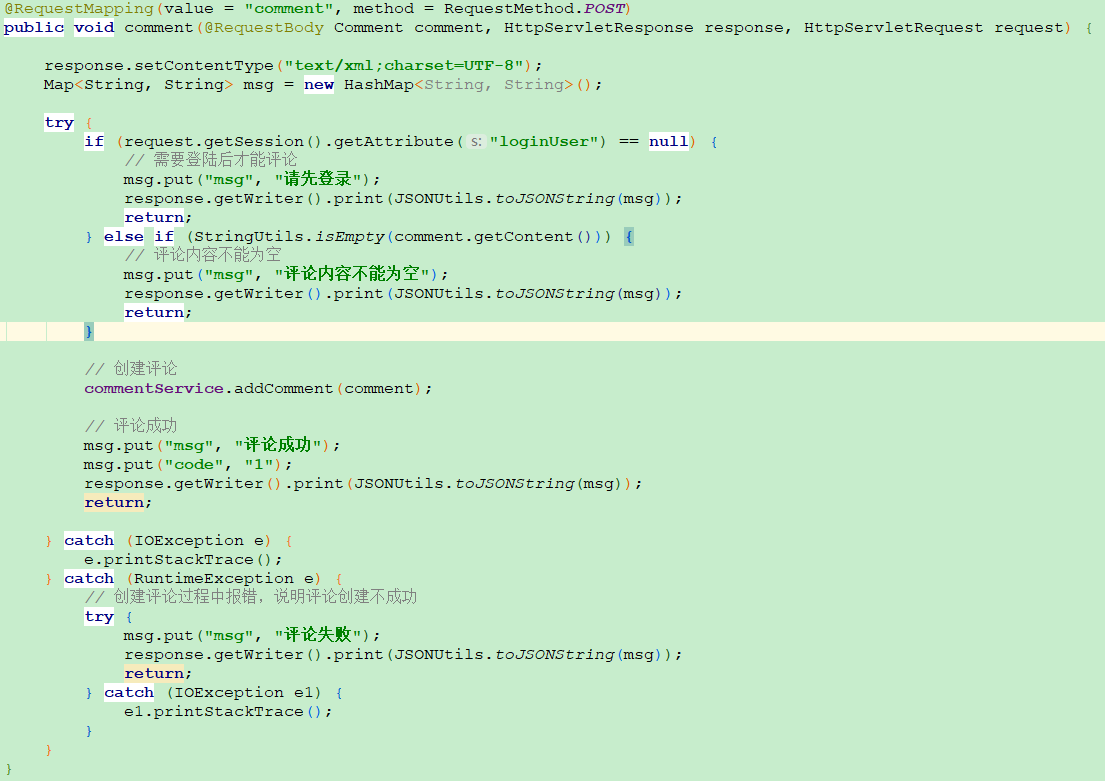 @RequestMapping(value = "comment", method = RequestMethod.POST)
public void comment(@RequestBody Comment comment, HttpServletResponse response, HttpServletRequest request) {
response.setContentType("text/xml;charset=UTF-8");
Map<String, String> msg = new HashMap<String, String>();
try {
if (request.getSession().getAttribute( s: "loginUser") == null) {
// 需要登陆后才能评论
msg.put("msg", "请先登录");
response.getWriter().print(JSONUtils.toJSONString(msg));
return;
} else if (StringUtils.isEmpty(comment.getContent())) {
// 评论内容不能为空
msg.put("msg", "评论内容不能为空");
response.getWriter().print(JSONUtils.toJSONString(msg));
return;
}
// 创建评论
commentService.addComment(comment);
// 评论成功
msg.put("msg", "评论成功");
msg.put("code", "1");
response.getWriter().print(JSONUtils.toJSONString(msg));
return;
} catch (IOException e) {
e.printStackTrace();
} catch (RuntimeException e) {
// 创建评论过程中报错，说明评论创建不成功
try {
msg.put("msg", "评论失败");
response.getWriter().print(JSONUtils.toJSONString(msg));
return;
} catch (IOException e1) {
e1.printStackTrace();
}
}
}